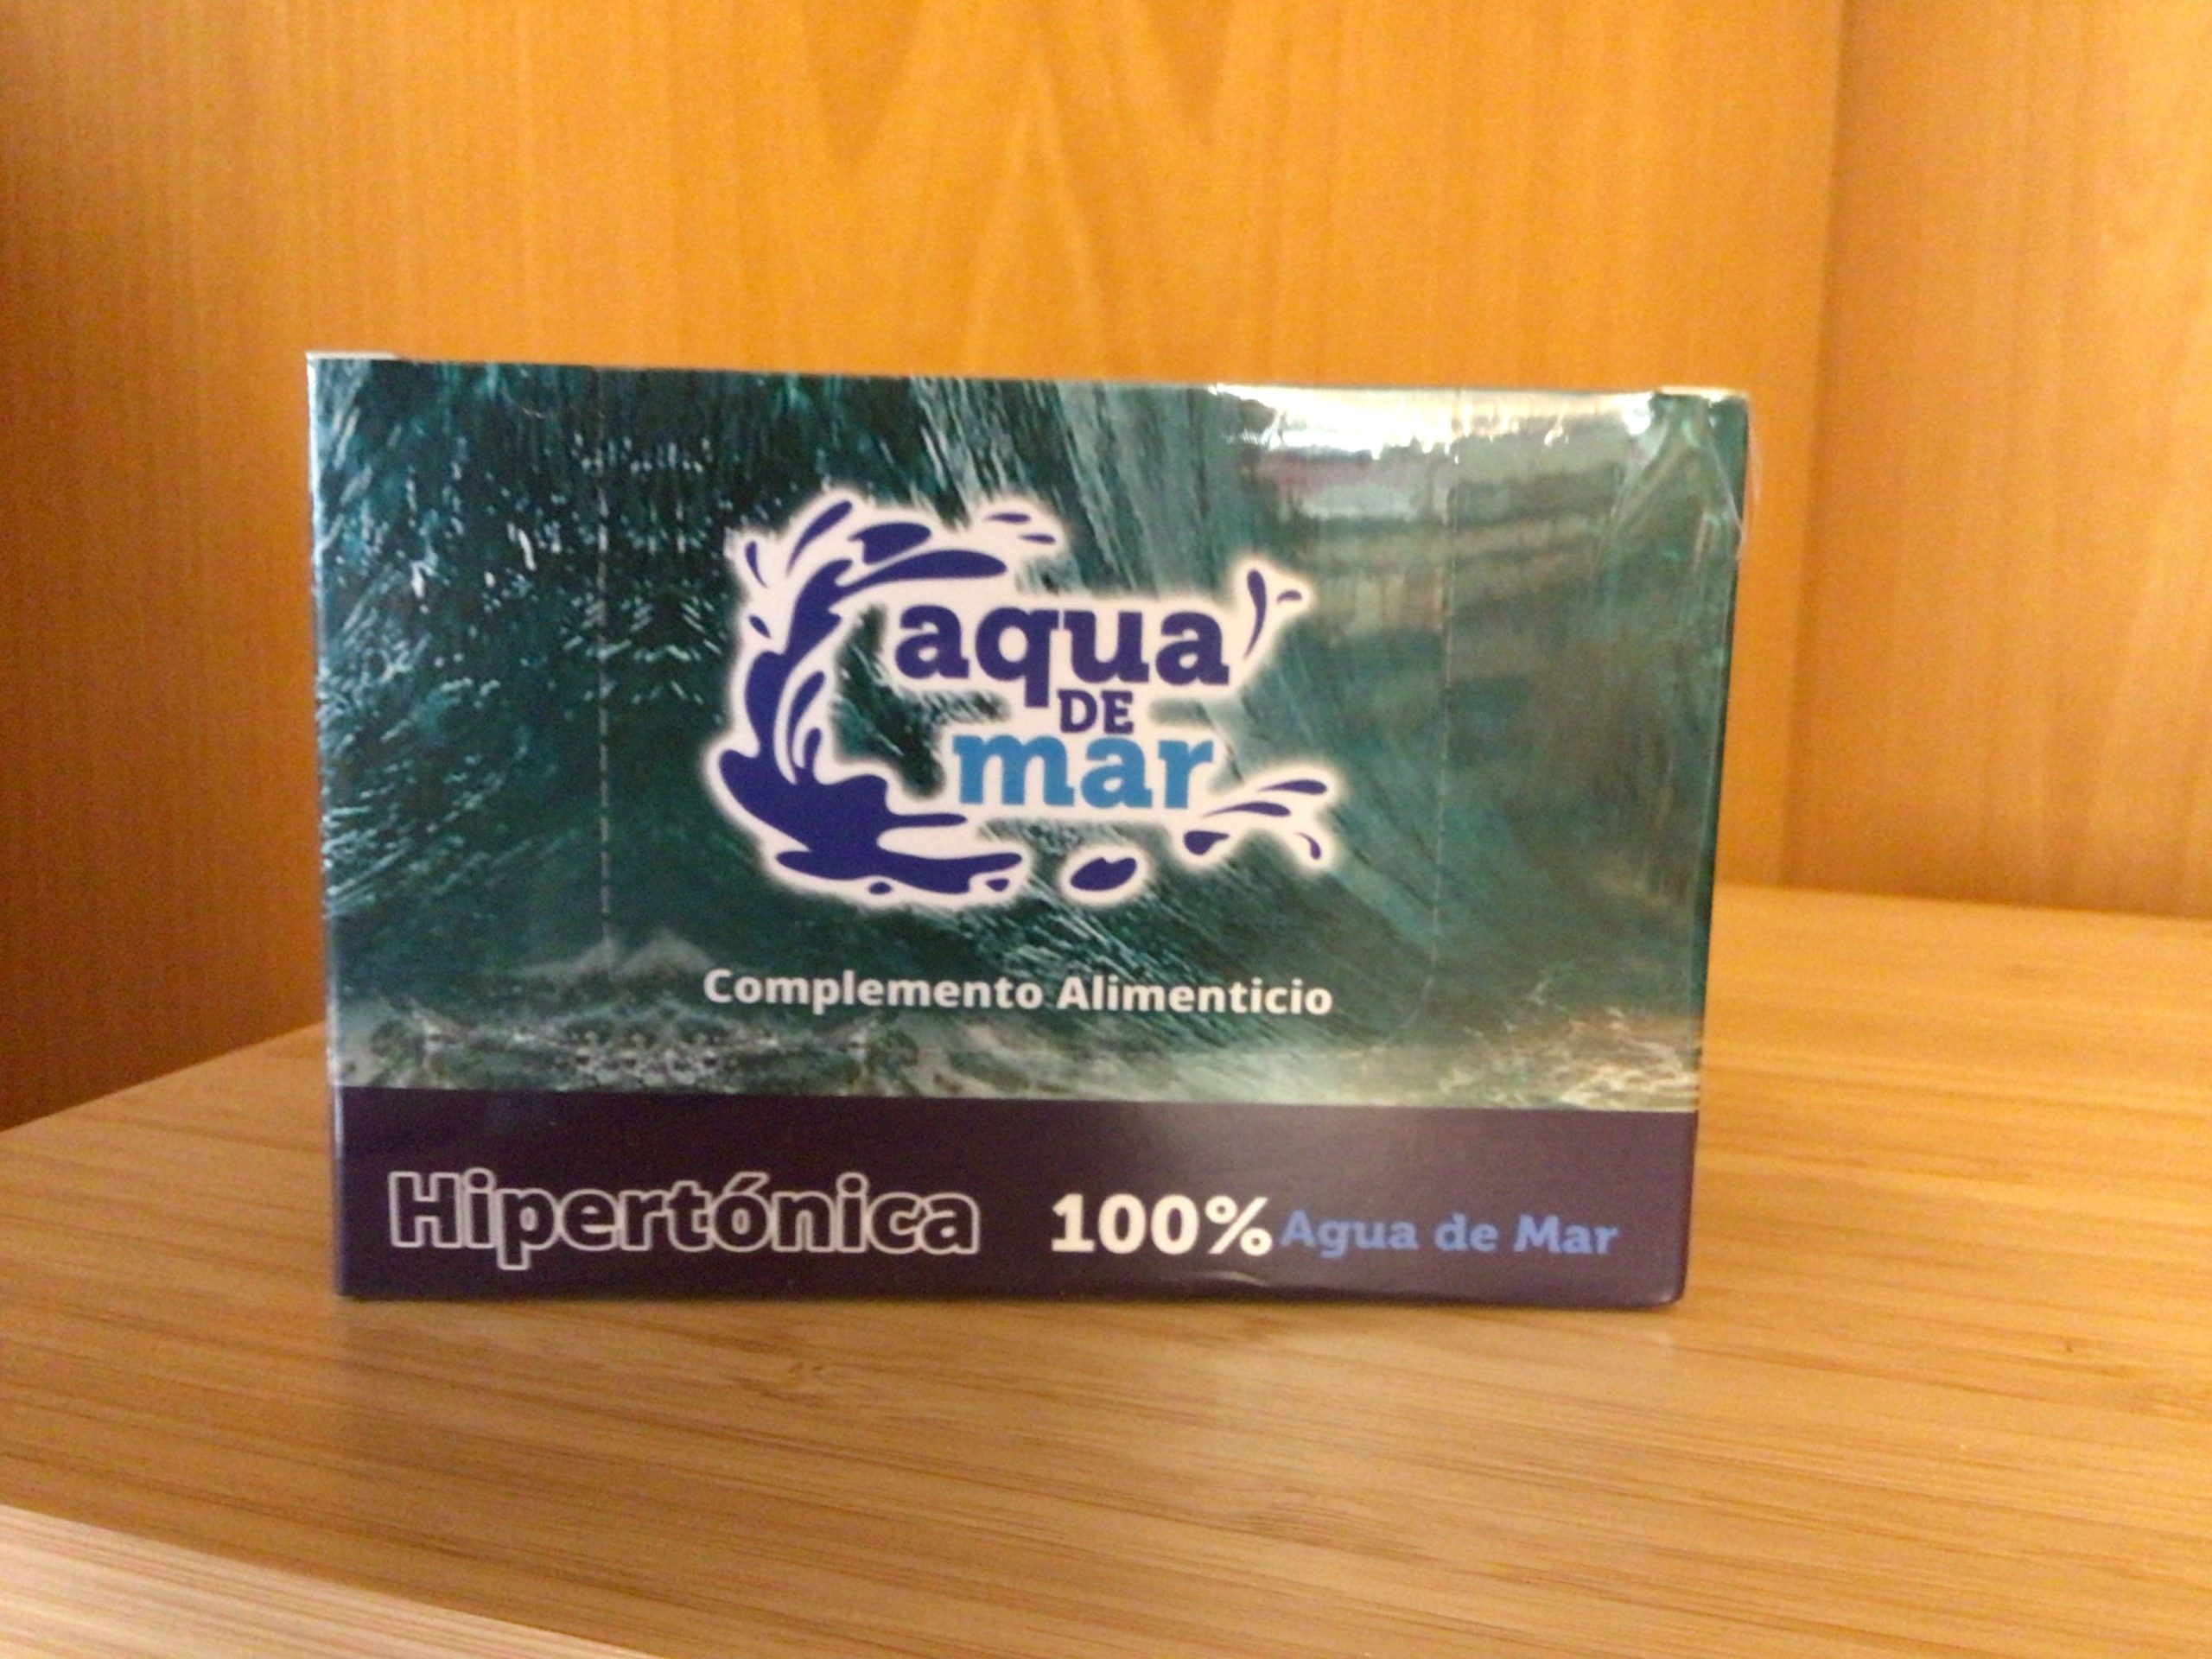 aqua
DE
mar
Complemento Alimenticio
Hipertónica 100% Agua de Mar